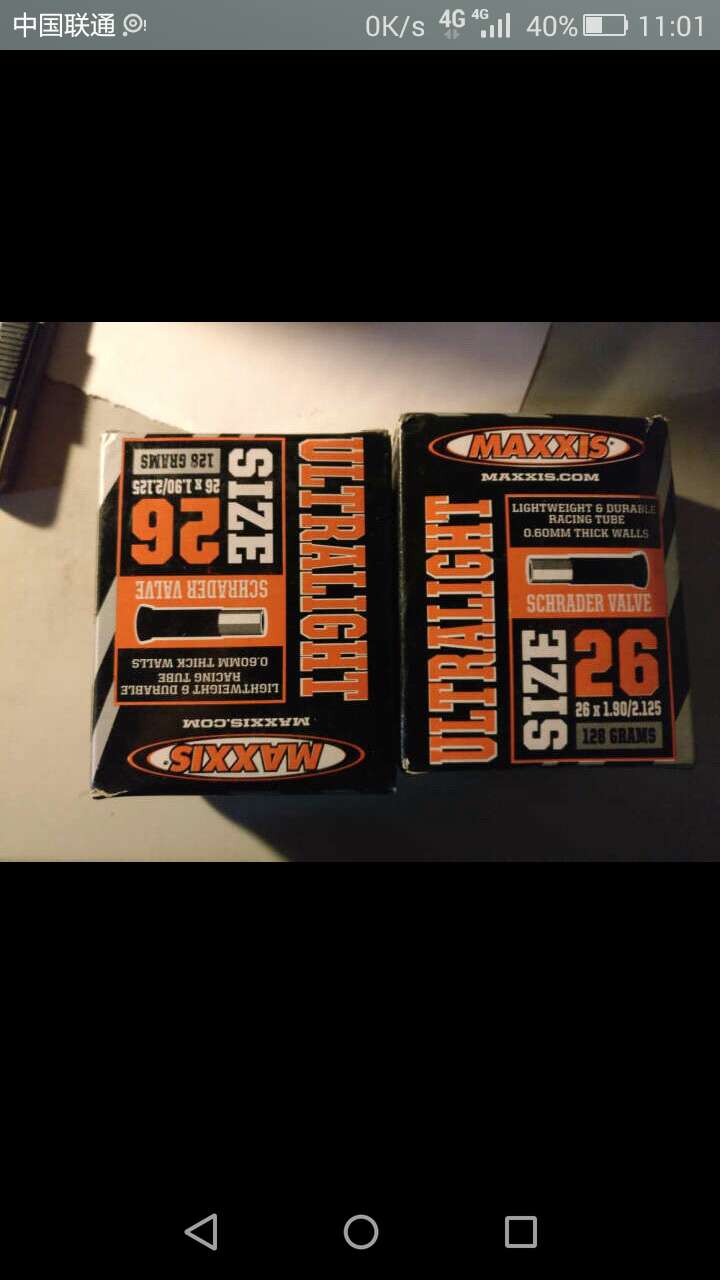 中国联通
0K/s 4G 4G 40% 11:01
ULTRALIGHT
MAXXIS
MAXXIS.COM
LIGHTWEIGHT & DURABLE
RACING TUBE
0.60MM THICK WALLS
SCHRADER VALVE
SIZE
26
26 x 1.90/2.125
128 GRAMS
MAXXIS
MAXXIS.COM
ULTRALIGHT
LIGHTWEIGHT & DURABLE
RACING TUBE
0.60MM THICK WALLS
SCHRADER VALVE
SIZE
26
26 x 1.90/2.125
128 GRAMS